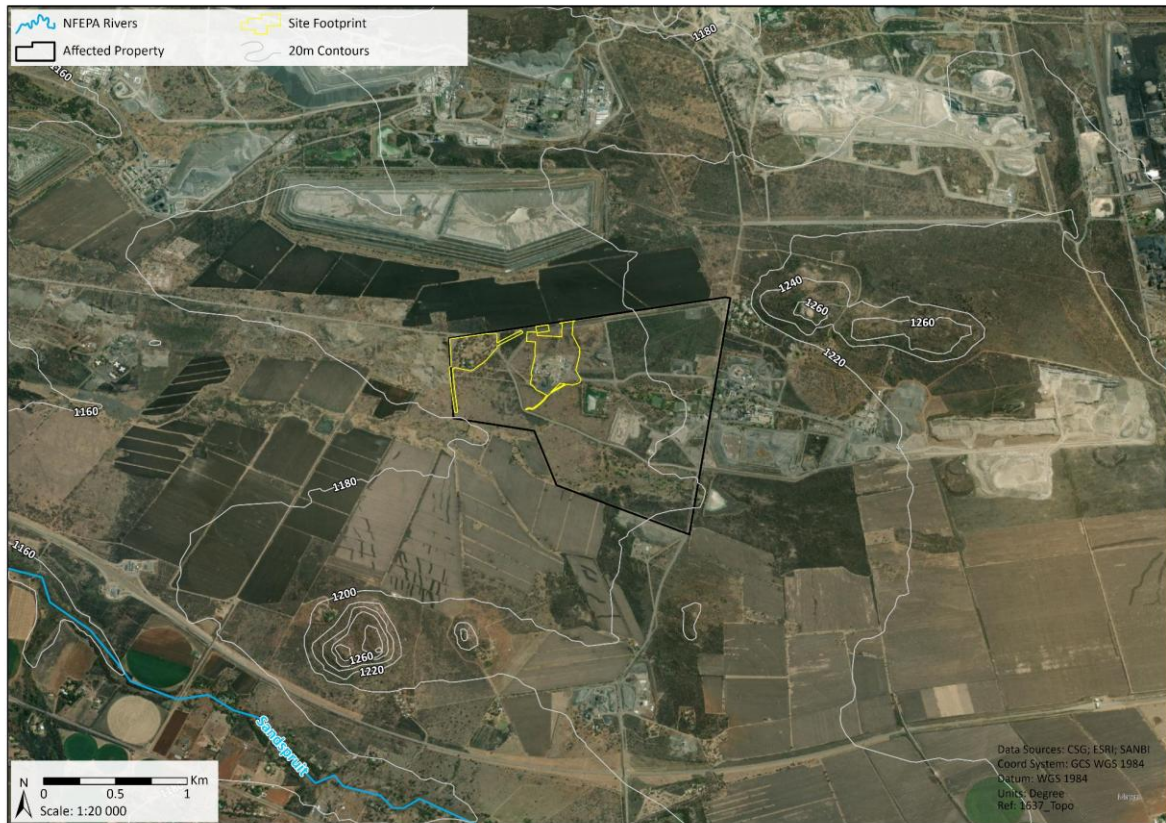 NFEPA Rivers
Site Footprint
Affected Property
20m Contours
1180
1160
1240
1260
1260
1220
1160
1180
1160
1200
1260
1220
Sandspruit
N
0 0.5 1 Km
Scale: 1:20 000
Data Sources: CSG; ESRI; SANBI
Coord System: GCS WGS 1984
Datum: WGS 1984
Units: Degree
Ref: 1637_Topo